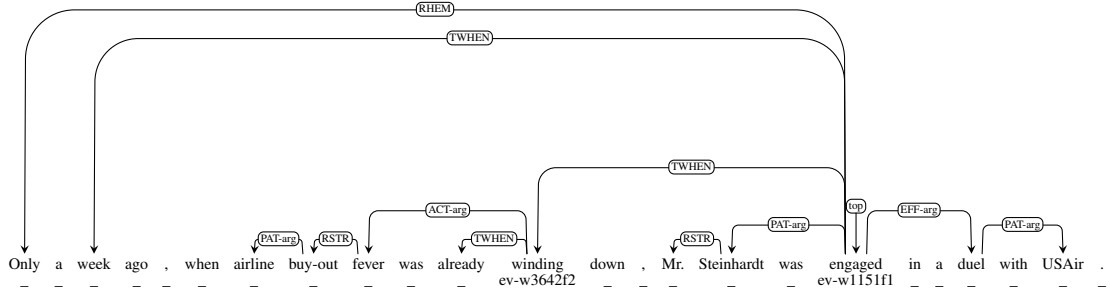 RHEM
TWHEN
TWHEN
top
ACT-arg
EFF-arg
PAT-arg
PAT-arg
RSTR
TWHEN
RSTR
PAT-arg
Only a week ago , when airline buy-out fever was already winding down , Mr. Steinhardt was engaged in a duel with USAir .
_ _ _ _ _ _ _ _ _ _ _ ev-w3642f2 _ _ _ _ _ ev-w1151f1 _ _ _ _ _ _